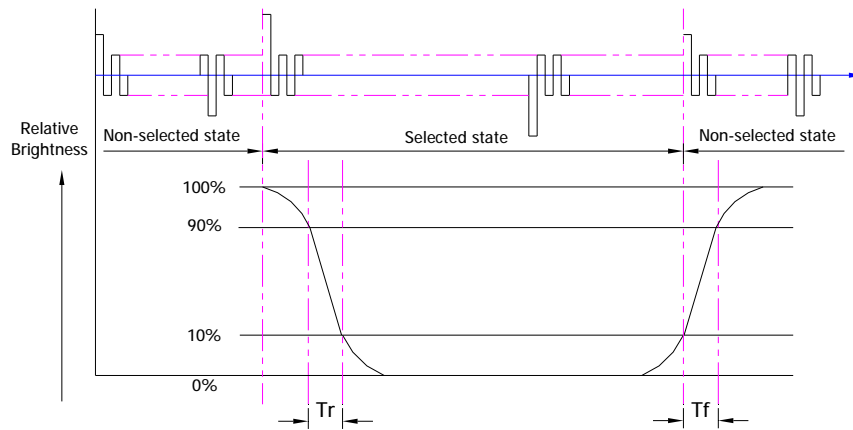 Relative
Brightness
Non-selected state
Selected state
Non-selected state
100%
90%
10%
0%
Tr
Tf